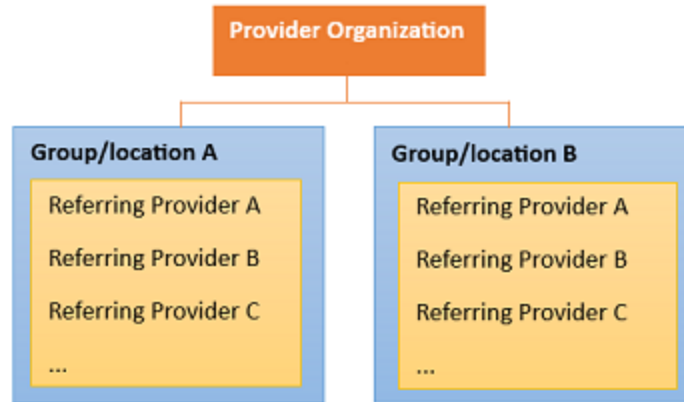 Provider Organization
Group/location A
Referring Provider A
Referring Provider B
Referring Provider C
...
Group/location B
Referring Provider A
Referring Provider B
Referring Provider C
...